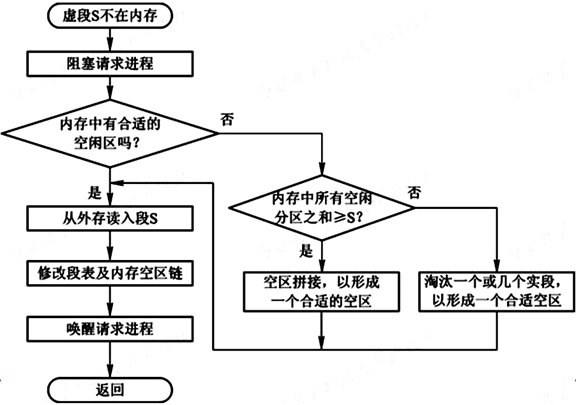 虚段S不在内存
阻塞请求进程
内存中有合适的
空闲区吗？
否
是
内存中所有空闲
分区之和≥S？
否
是
从外存读入段S
修改段表及内存空区链
唤醒请求进程
返回
空区拼接，以形成
一个合适的空区
淘汰一个或几个实段，
以形成一个合适空区